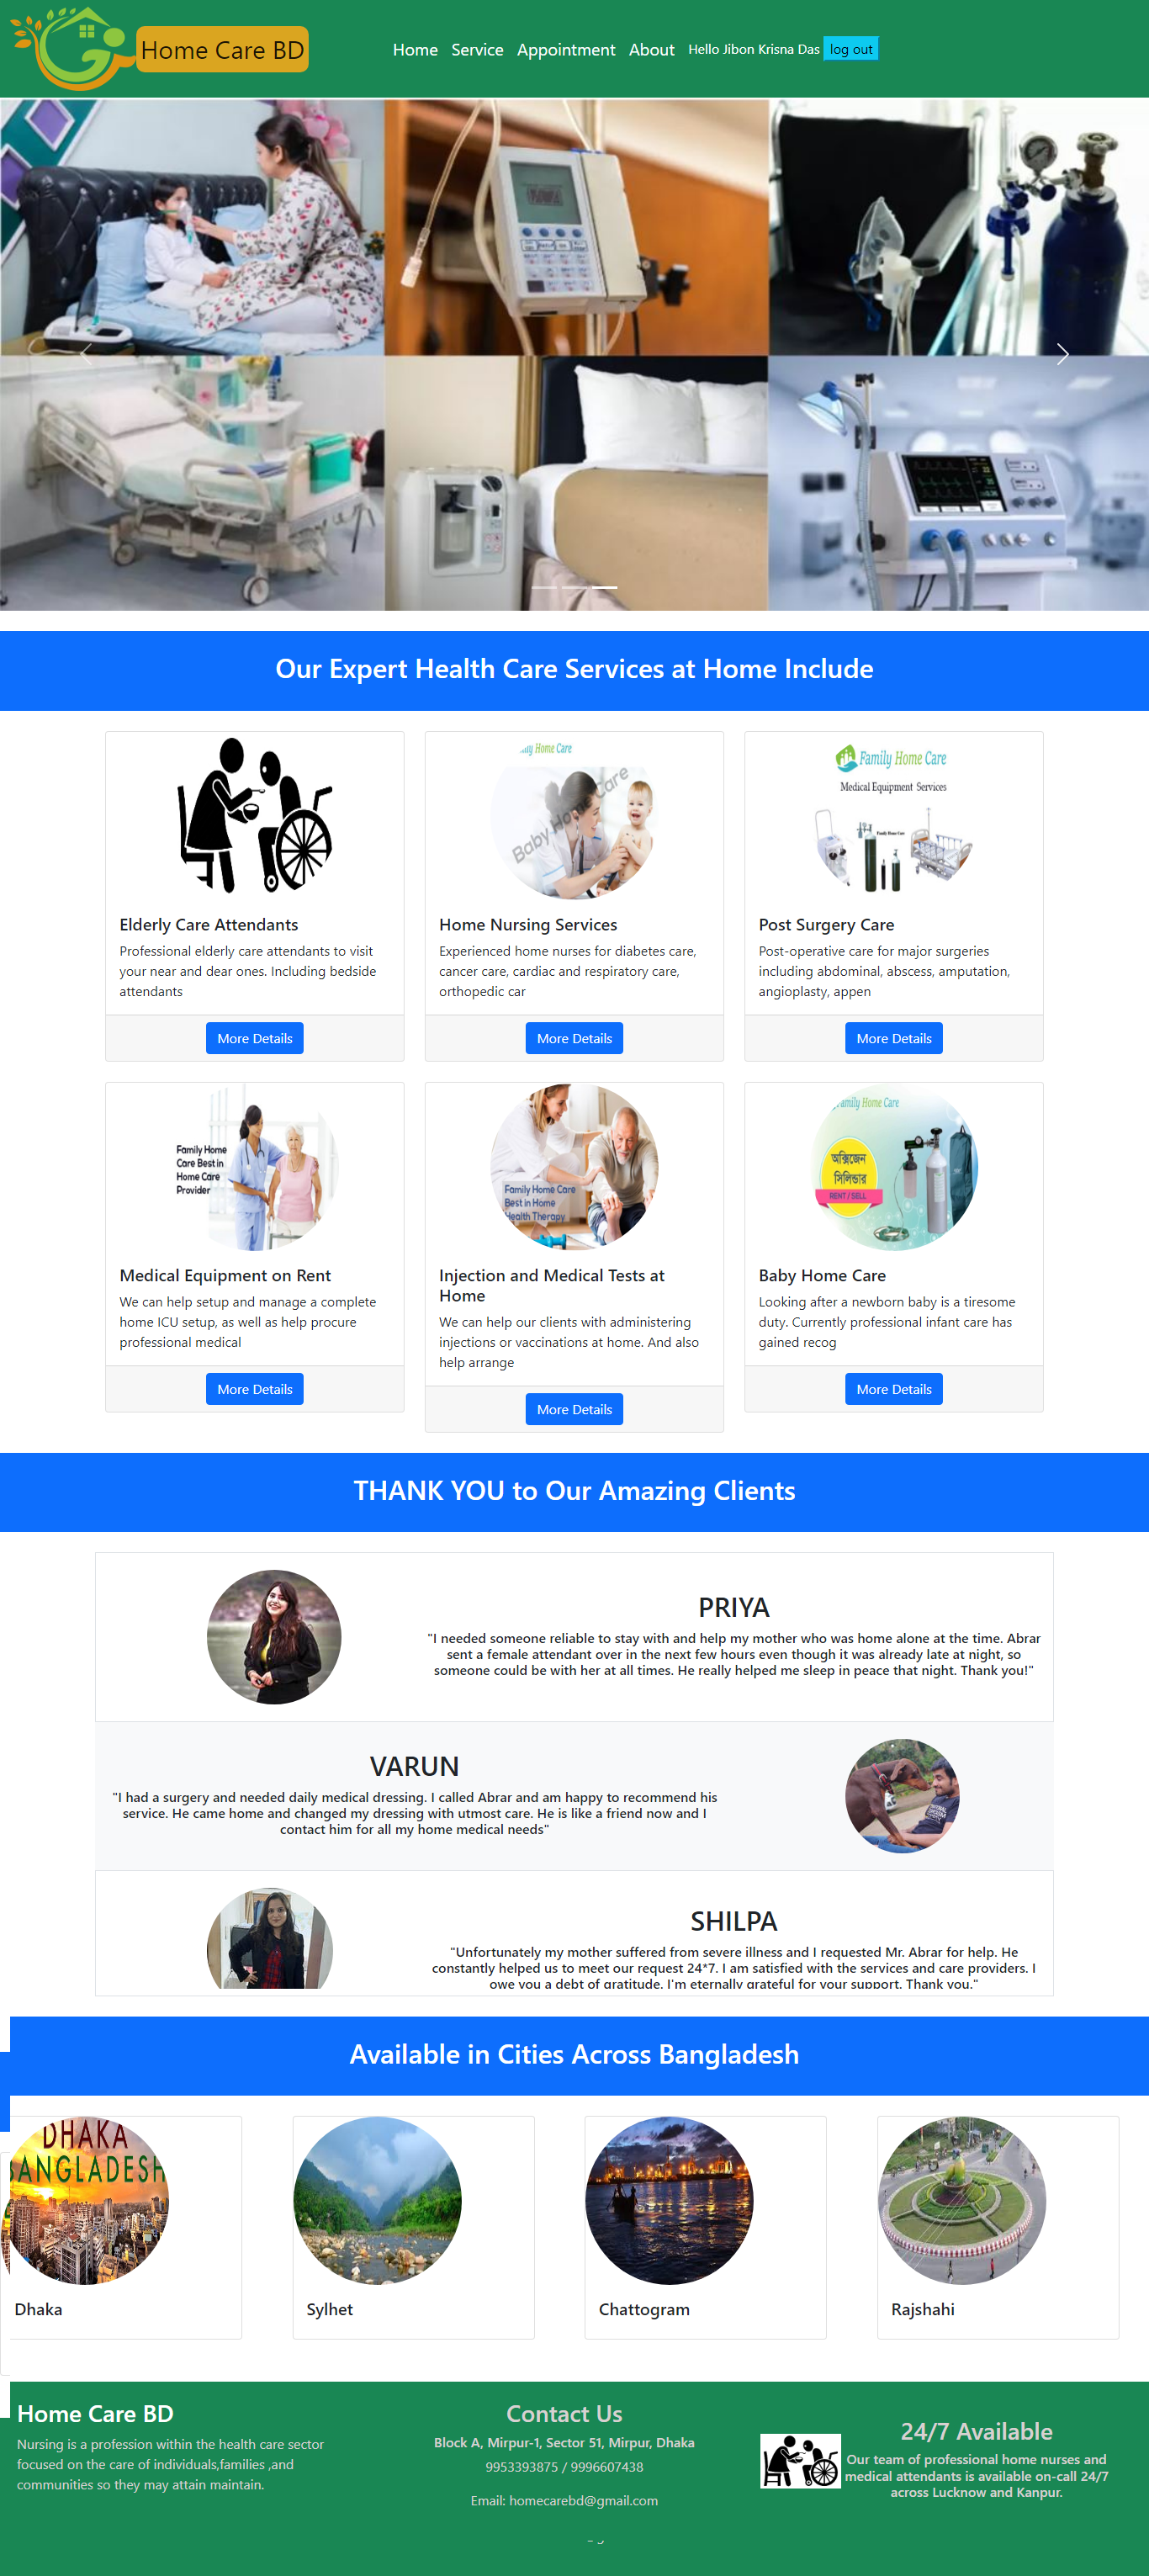 Home Care BD
Home Service Appointment About Hello Jibon Krisna Das log out
Our Expert Health Care Services at Home Include
Elderly Care Attendants
Professional elderly care attendants to visit
your near and dear ones. Including bedside
attendants
More Details
Home Care
Baby Home Care
Home Nursing Services
Experienced home nurses for diabetes care,
cancer care, cardiac and respiratory care,
orthopedic car
More Details
Family Home Care
Medical Equipment Services
Family Home Care
Post Surgery Care
Post-operative care for major surgeries
including abdominal, abscess, amputation,
angioplasty, appen
More Details
Family Home
Care Best in
Home Care
Provider
Medical Equipment on Rent
We can help setup and manage a complete
home ICU setup, as well as help procure
professional medical
More Details
Family Home Care
Best in Home
Health Therapy
Injection and Medical Tests at
Home
We can help our clients with administering
injections or vaccinations at home. And also
help arrange
More Details
Family Home Care
অক্সিজেন
সিলিন্ডার
RENT / SELL
Baby Home Care
Looking after a newborn baby is a tiresome
duty. Currently professional infant care has
gained recog
More Details
THANK YOU to Our Amazing Clients
PRIYA
"I needed someone reliable to stay with and help my mother who was home alone at the time. Abrar
sent a female attendant over in the next few hours even though it was already late at night, so
someone could be with her at all times. He really helped me sleep in peace that night. Thank you!"
VARUN
"I had a surgery and needed daily medical dressing. I called Abrar and am happy to recommend his
service. He came home and changed my dressing with utmost care. He is like a friend now and I
contact him for all my home medical needs"
SHILPA
"Unfortunately my mother suffered from severe illness and I requested Mr. Abrar for help. He
constantly helped us to meet our request 24*7. I am satisfied with the services and care providers. I
owe you a debt of gratitude. I'm eternally grateful for your support. Thank you."
Available in Cities Across Bangladesh
DHAKA
BANGLADESH
Dhaka
Sylhet
Chattogram
Rajshahi
Home Care BD
Nursing is a profession within the health care sector
focused on the care of individuals,families ,and
communities so they may attain maintain.
Contact Us
Block A, Mirpur-1, Sector 51, Mirpur, Dhaka
9953393875 / 9996607438
Email: homecarebd@gmail.com
24/7 Available
Our team of professional home nurses and
medical attendants is available on-call 24/7
across Lucknow and Kanpur.